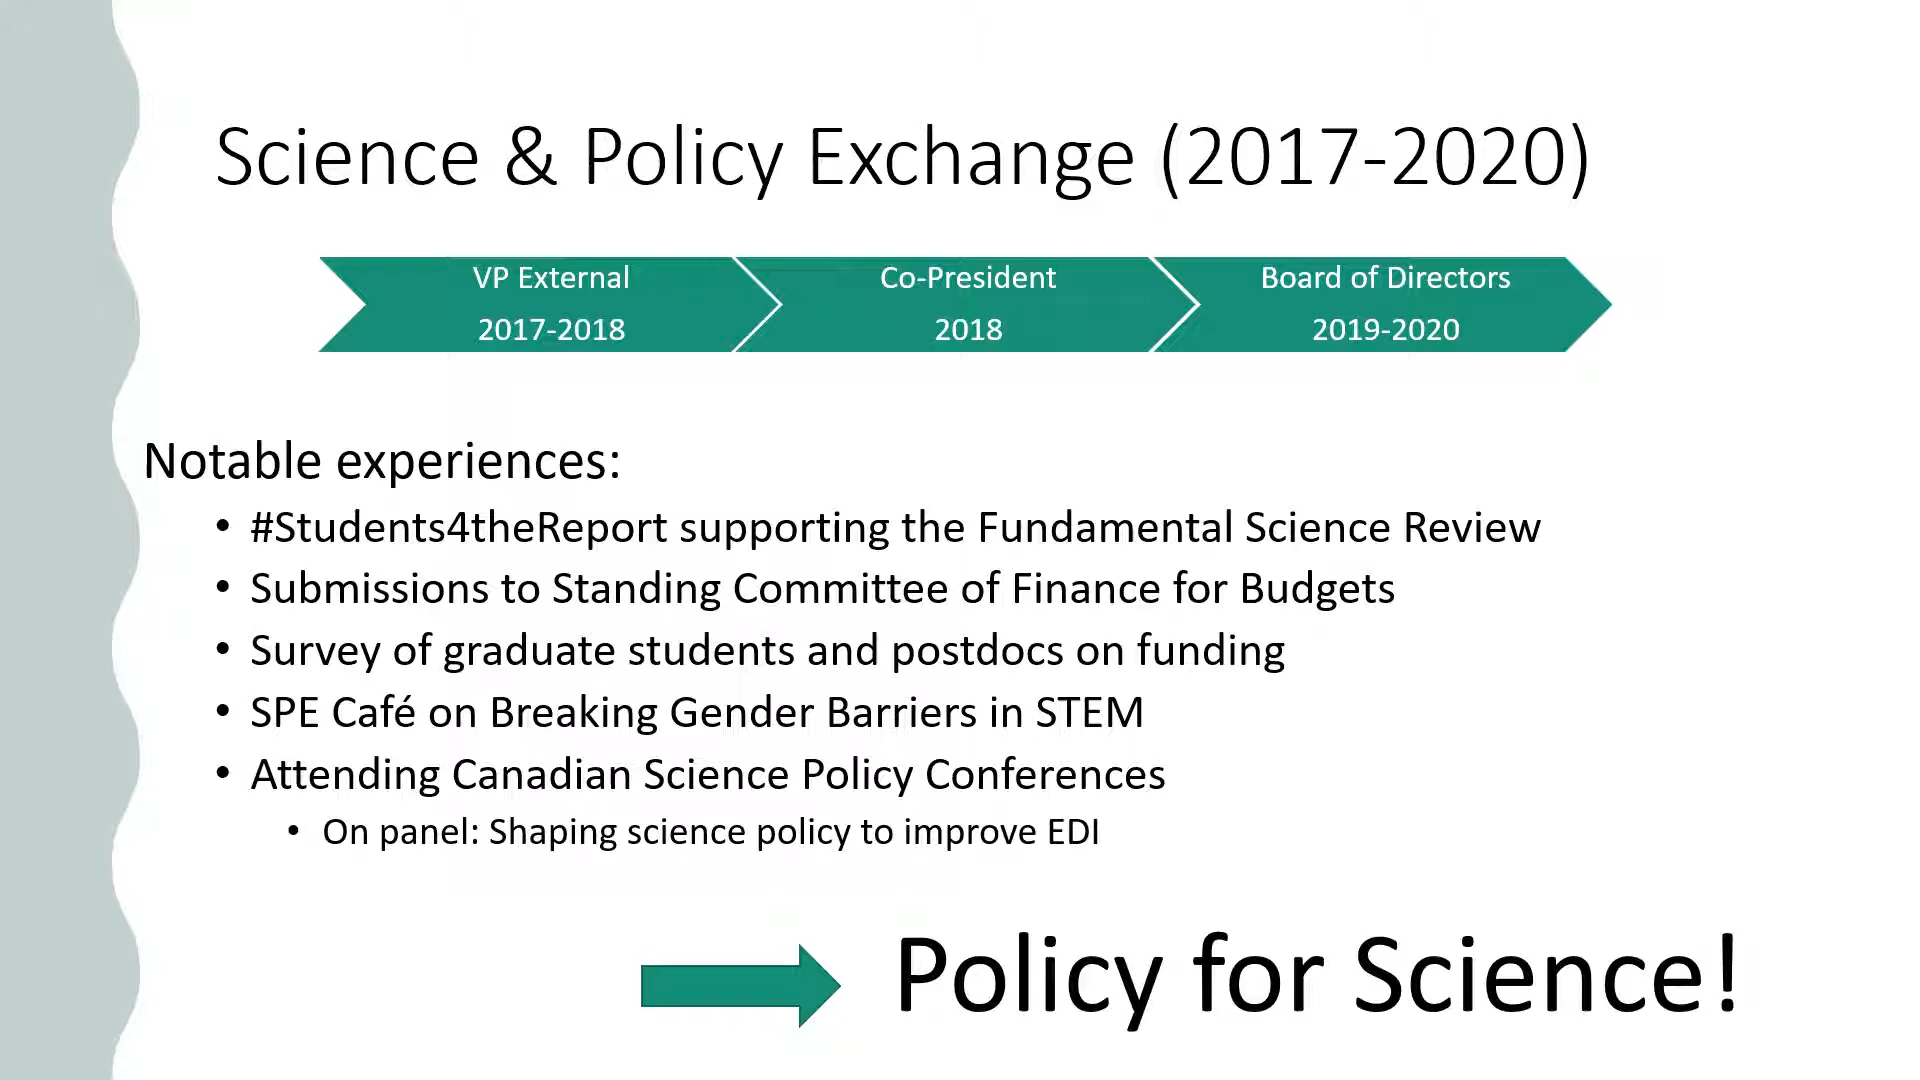 Science & Policy Exchange (2017-2020)
VP External
2017-2018
Co-President
2018
Board of Directors
2019-2020
Notable experiences:
• #Students4theReport supporting the Fundamental Science Review
• Submissions to Standing Committee of Finance for Budgets
• Survey of graduate students and postdocs on funding
• SPE Café on Breaking Gender Barriers in STEM
• Attending Canadian Science Policy Conferences
• On panel: Shaping science policy to improve EDI
Policy for Science!